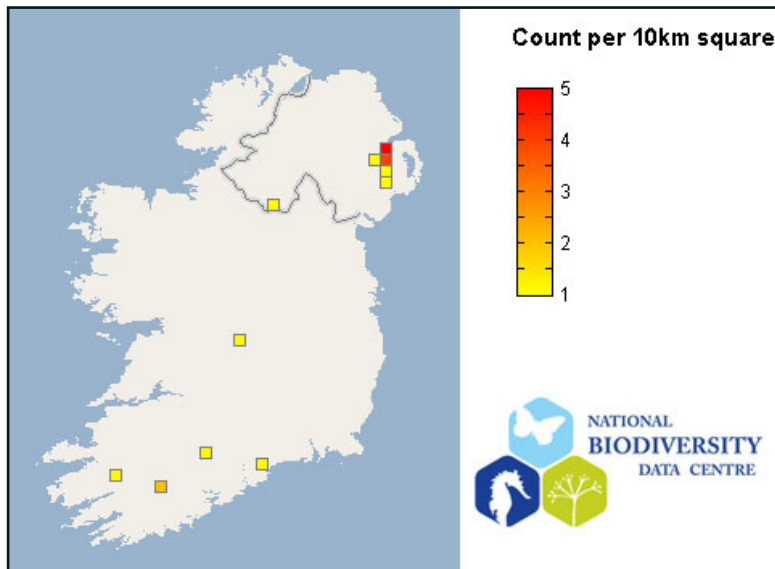 Count per 10km square
5
4
3
2
1
NATIONAL
BIODIVERSITY
DATA CENTRE